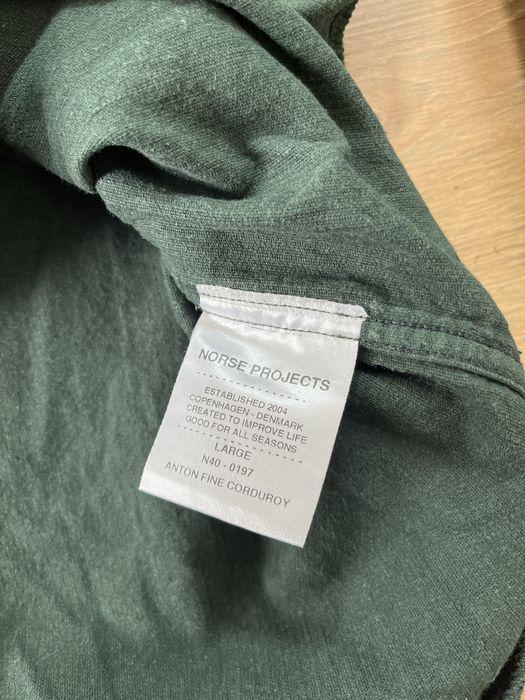 NORSE PROJECTS
ESTABLISHED 2004
COPENHAGEN - DENMARK
CREATED TO IMPROVE LIFE
GOOD FOR ALL SEASONS
LARGE
N40 - 0197
ANTON FINE CORDUROY